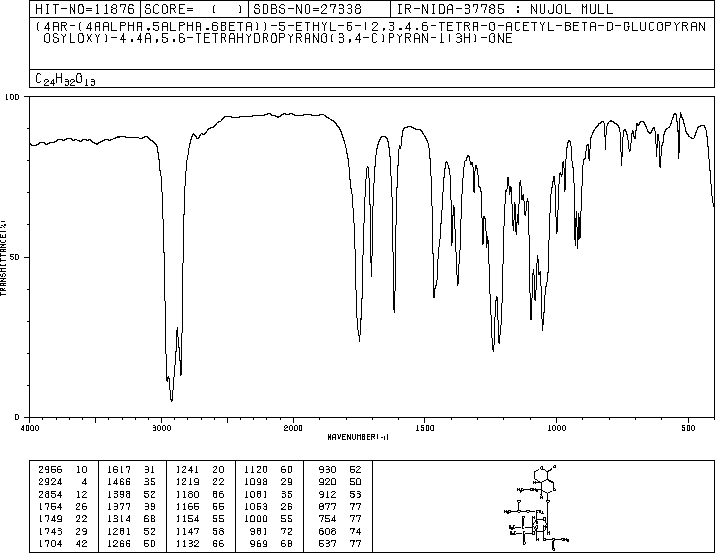 HIT-NO=11876 SCORE= ( ) SDBS-NO=27338 IR-NIDA-37785 : NUJOL MULL
(4AR-(4AALPHA,5ALPHA,6BETA))-5-ETHYL-6-(2,3,4,6-TETRA-O-ACETYL-BETA-D-GLUCOPYRAN
OSYLOXY)-4,4A,5,6-TETRAHYDROPYRANO(3,4-C)PYRAN-1(3H)-ONE
C24H32O13
100
50
0
TRANSMITTANCE(%)
4000 3000 2000 1500 1000 500
WAVENUMBER(-1)
2956 10 1617 31 1241 20 1120 60 930 52
2924 4 1466 35 1219 22 1098 29 920 50
2854 12 1398 52 1180 66 1081 35 912 53
1764 26 1377 39 1165 55 1053 26 877 77
1749 22 1314 68 1154 55 1000 55 754 77
1743 29 1281 52 1147 58 981 72 608 74
1704 42 1266 50 1132 66 969 68 537 77